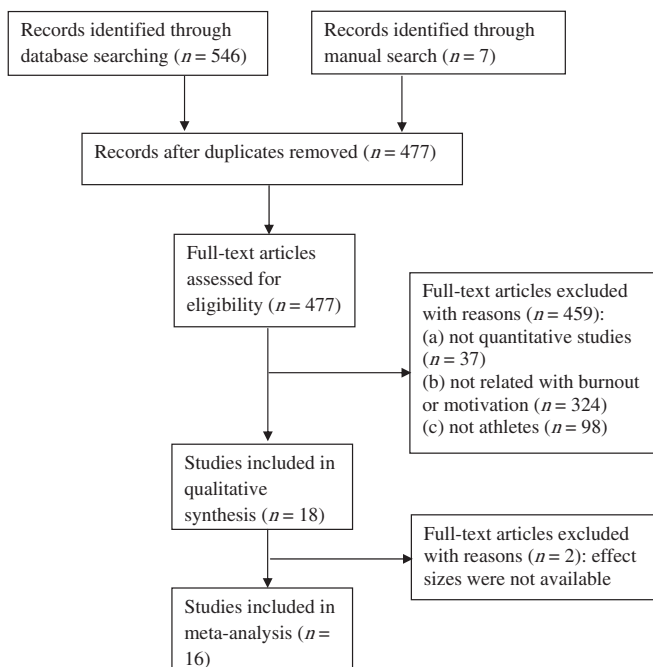 Records identified through
database searching (n = 546)
Records identified through
manual search (n = 7)
Records after duplicates removed (n = 477)
Full-text articles
assessed for
eligibility (n = 477)
Full-text articles excluded
with reasons (n = 459):
(a) not quantitative studies
(n = 37)
(b) not related with burnout
or motivation (n = 324)
(c) not athletes (n = 98)
Studies included in
qualitative
synthesis (n = 18)
Full-text articles excluded
with reasons (n = 2): effect
sizes were not available
Studies included in
meta-analysis (n =
16)